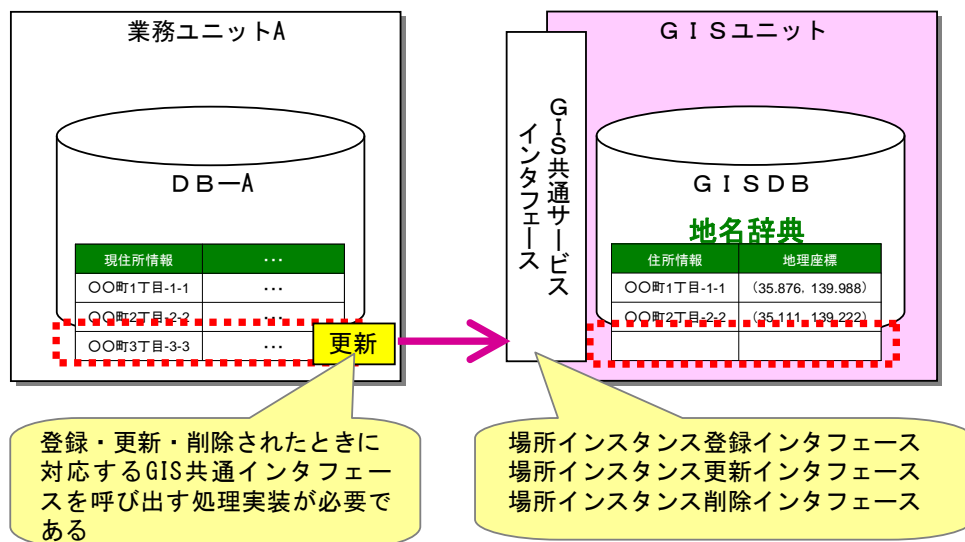 業務ユニットA
DB－A
現住所情報 ・・・
〇〇町1丁目-1-1 ・・・
〇〇町2丁目-2-2 ・・・
〇〇町3丁目-3-3 ・・・
更新
登録・更新・削除されたときに
対応するGIS共通インタフェー
スを呼び出す処理実装が必要で
ある
GISユニット
GIS共通サービス
インタフェース
GISDB
地名辞典
住所情報 地理座標
〇〇町1丁目-1-1 (35.876, 139.988)
〇〇町2丁目-2-2 (35.111, 139.222)
場所インスタンス登録インタフェース
場所インスタンス更新インタフェース
場所インスタンス削除インタフェース